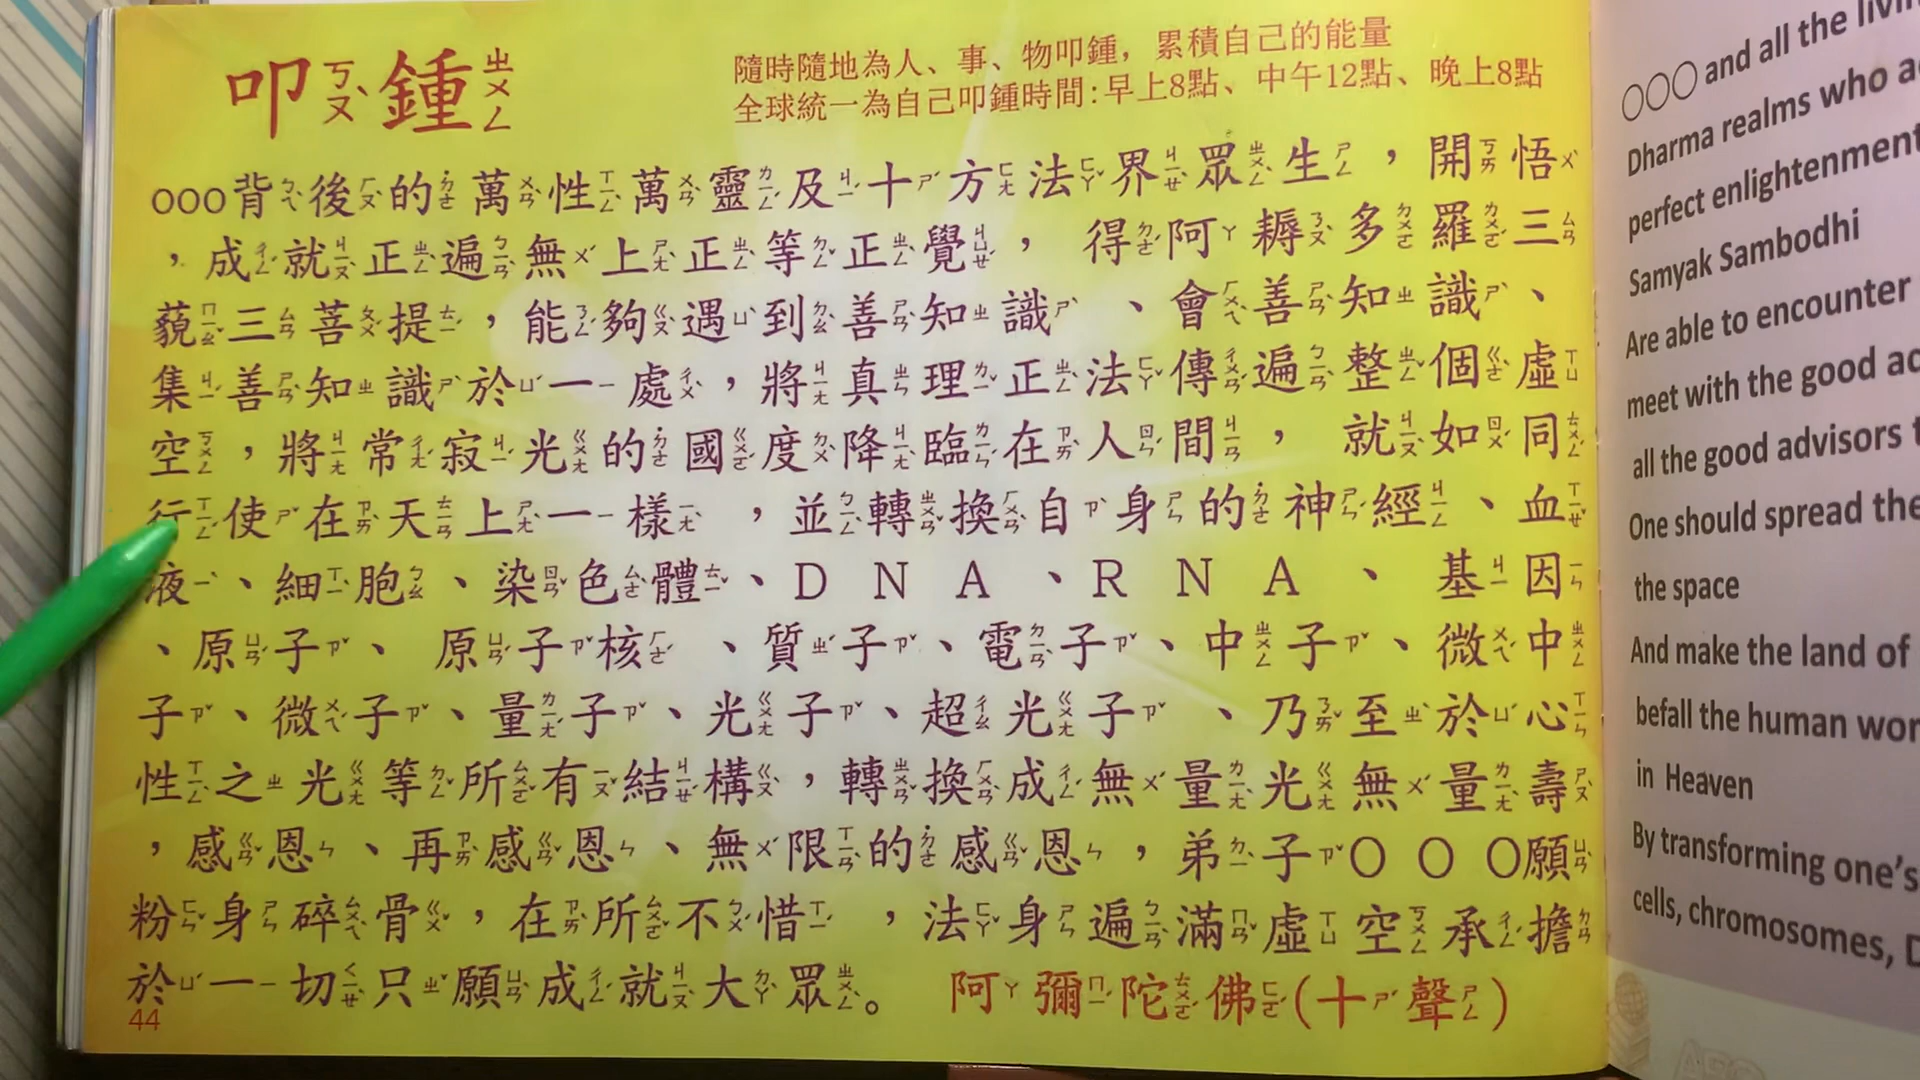 叩鍾
隨時隨地為人、事、物叩鍾，累積自己的能量
全球統一為自己叩鍾時間:早上8點、中午12點、晚上8點
○○○背後的萬性萬靈及十方法界眾生，開悟
，成就正遍無上正等正覺，得阿耨多羅三
藐三菩提，能夠遇到善知識、會善知識、
集善知識於一處，將真理正法傳遍整個虛
空，將常寂光的國度降臨在人間，就如同
行使在天上一樣，並轉換自身的神經、血
液、細胞、染色體、DNA、RNA、基因
、原子、原子核、質子、電子、中子、微中
子、微子、量子、光子、超光子、乃至於心
性之光等所有結構，轉換成無量光無量壽
，感恩、再感恩、無限的感恩，弟子○○○願
粉身碎骨，在所不惜，法身遍滿虛空承擔
於一切只願成就大眾。阿彌陀佛(十聲)
44
○○○ and all the
Dharma realms who
perfect enlightenment
Samyak Sambodhi
Are able to encounter
meet with the good
all the good advisors
One should spread the
the space
And make the land of
befall the human
in Heaven
By transforming one's
cells, chromosomes,